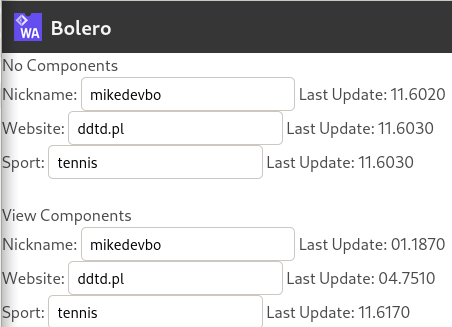 WA Bolero
No Components
Nickname: mikedevbo Last Update: 11.6020
Website: ddtd.pl Last Update: 11.6030
Sport: tennis Last Update: 11.6030
View Components
Nickname: mikedevbo Last Update: 01.1870
Website: ddtd.pl Last Update: 04.7510
Sport: tennis Last Update: 11.6170